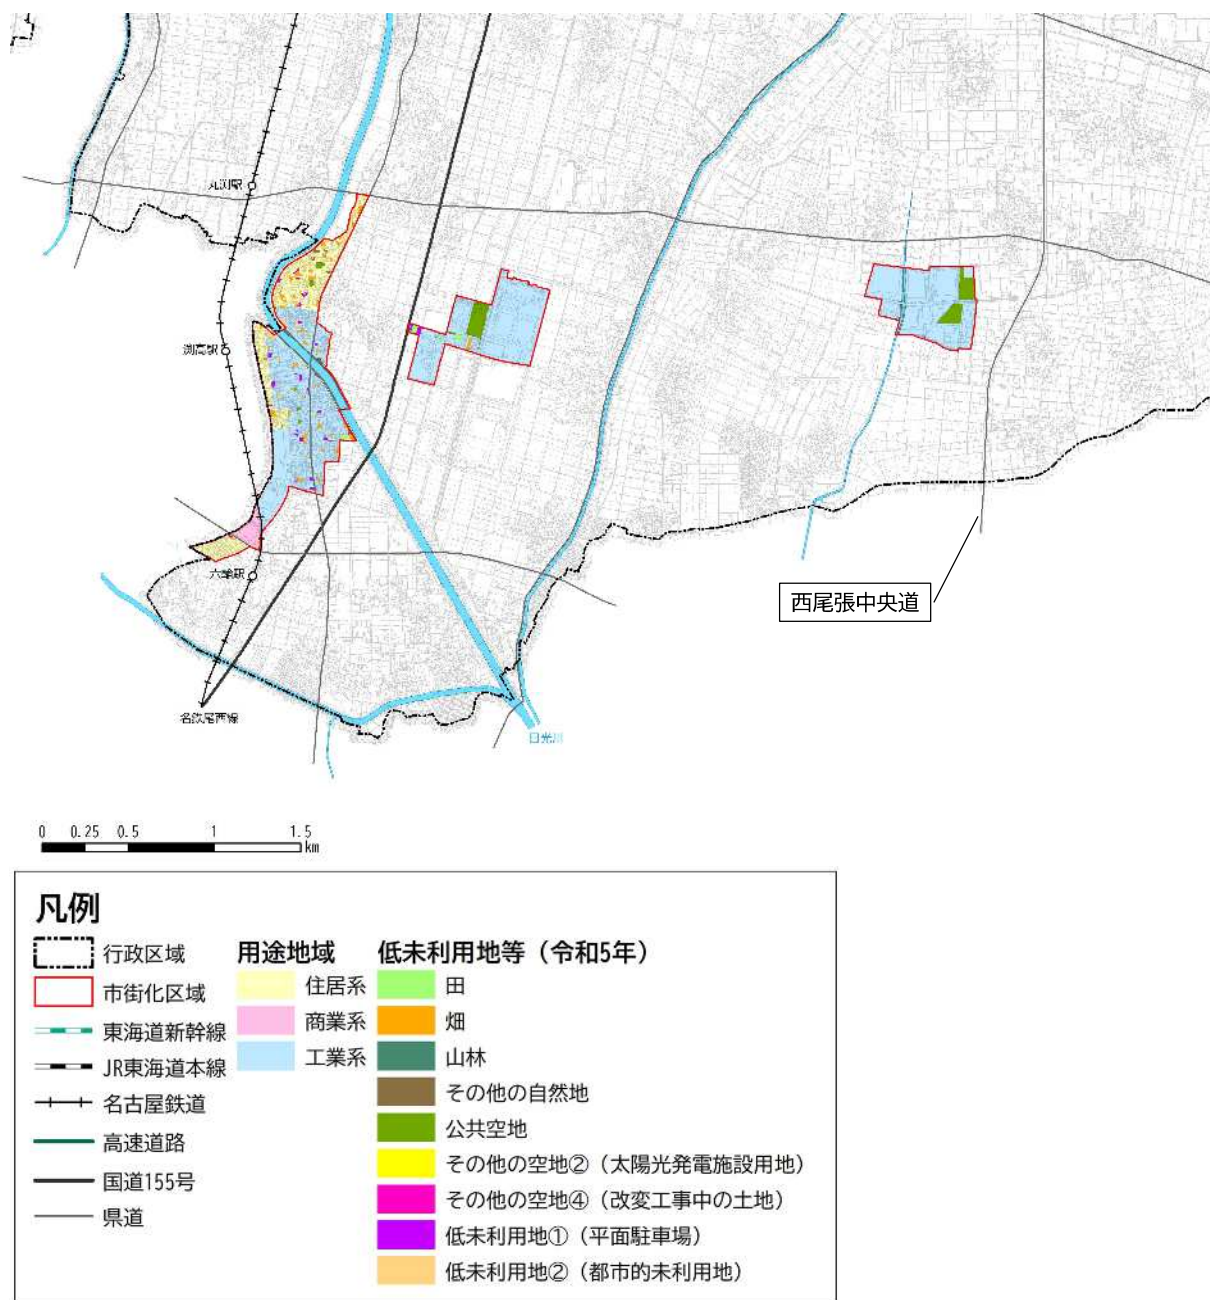 丸渕駅
渕高駅
六輪駅
西尾張中央道
名鉄尾西線
日光川
0 0.25 0.5 1 1.5
km
凡例
行政区域
市街化区域
東海道新幹線
JR東海道本線
名古屋鉄道
高速道路
国道155号
県道
用途地域
住居系
商業系
工業系
低未利用地等（令和5年）
田
畑
山林
その他の自然地
公共空地
その他の空地②（太陽光発電施設用地）
その他の空地④（改変工事中の土地）
低未利用地①（平面駐車場）
低未利用地②（都市的未利用地）